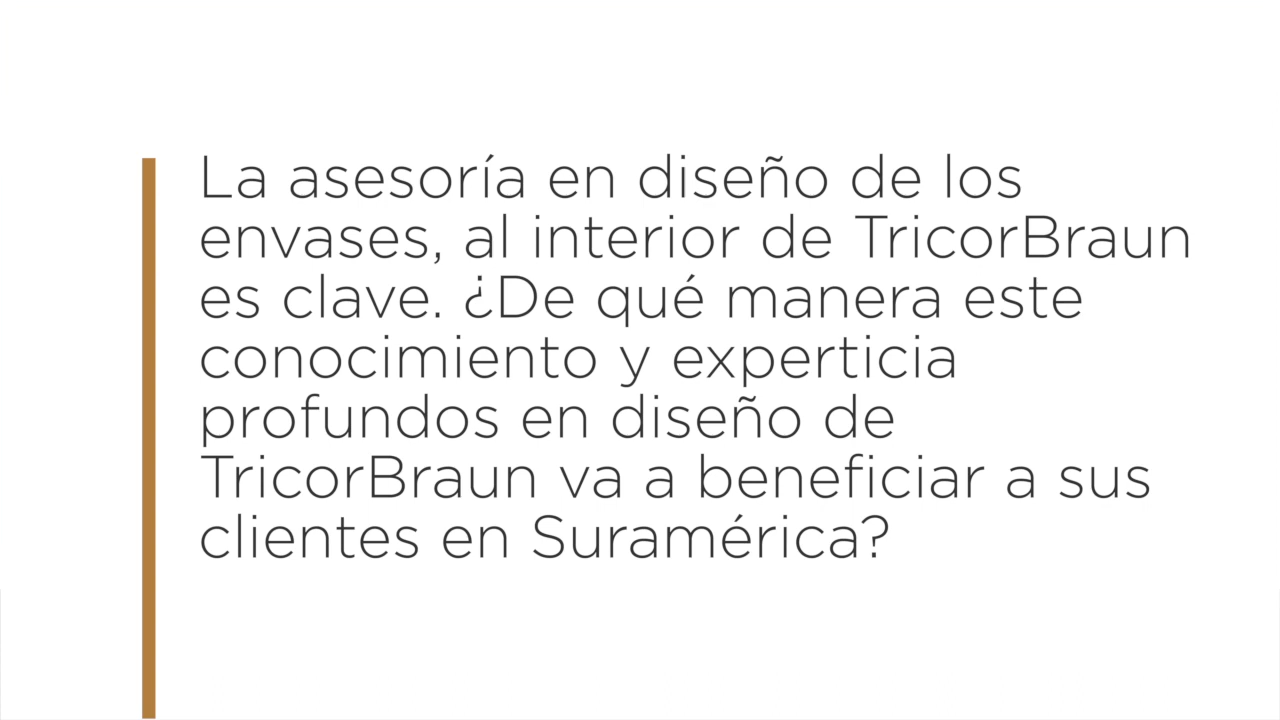 La asesoría en diseño de los
envases, al interior de TricorBraun
es clave. ¿De qué manera este
conocimiento y experticia
profundos en diseño de
TricorBraun va a beneficiar a sus
clientes en Suramérica?